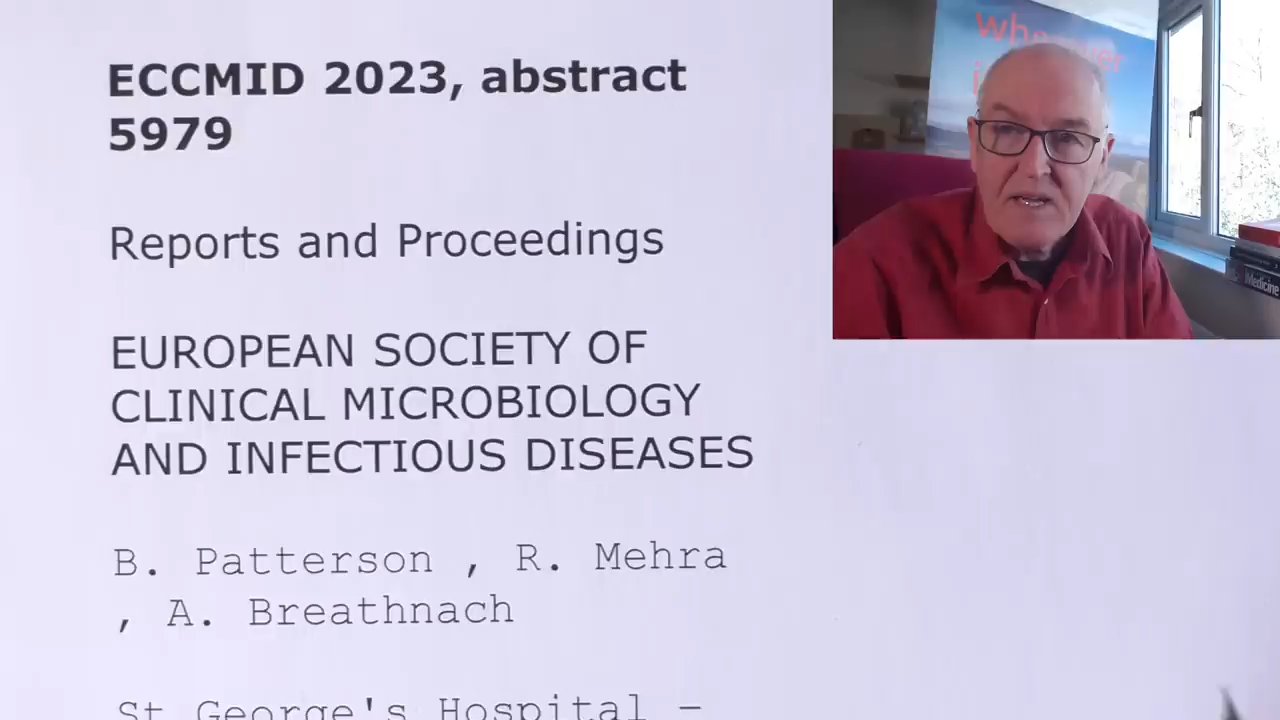 ECCMID 2023, abstract
5979
Reports and Proceedings
EUROPEAN SOCIETY OF
CLINICAL MICROBIOLOGY
AND INFECTIOUS DISEASES
B. Patterson , R. Mehra
, A. Breathnach
St George's Hospital –
Medicine